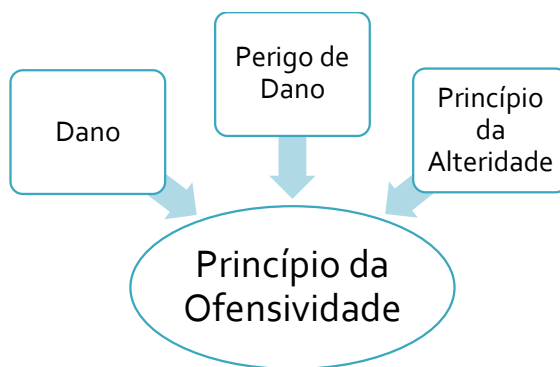 Dano
Perigo de
Dano
Princípio
da
Alteridade
Princípio da
Ofensividade